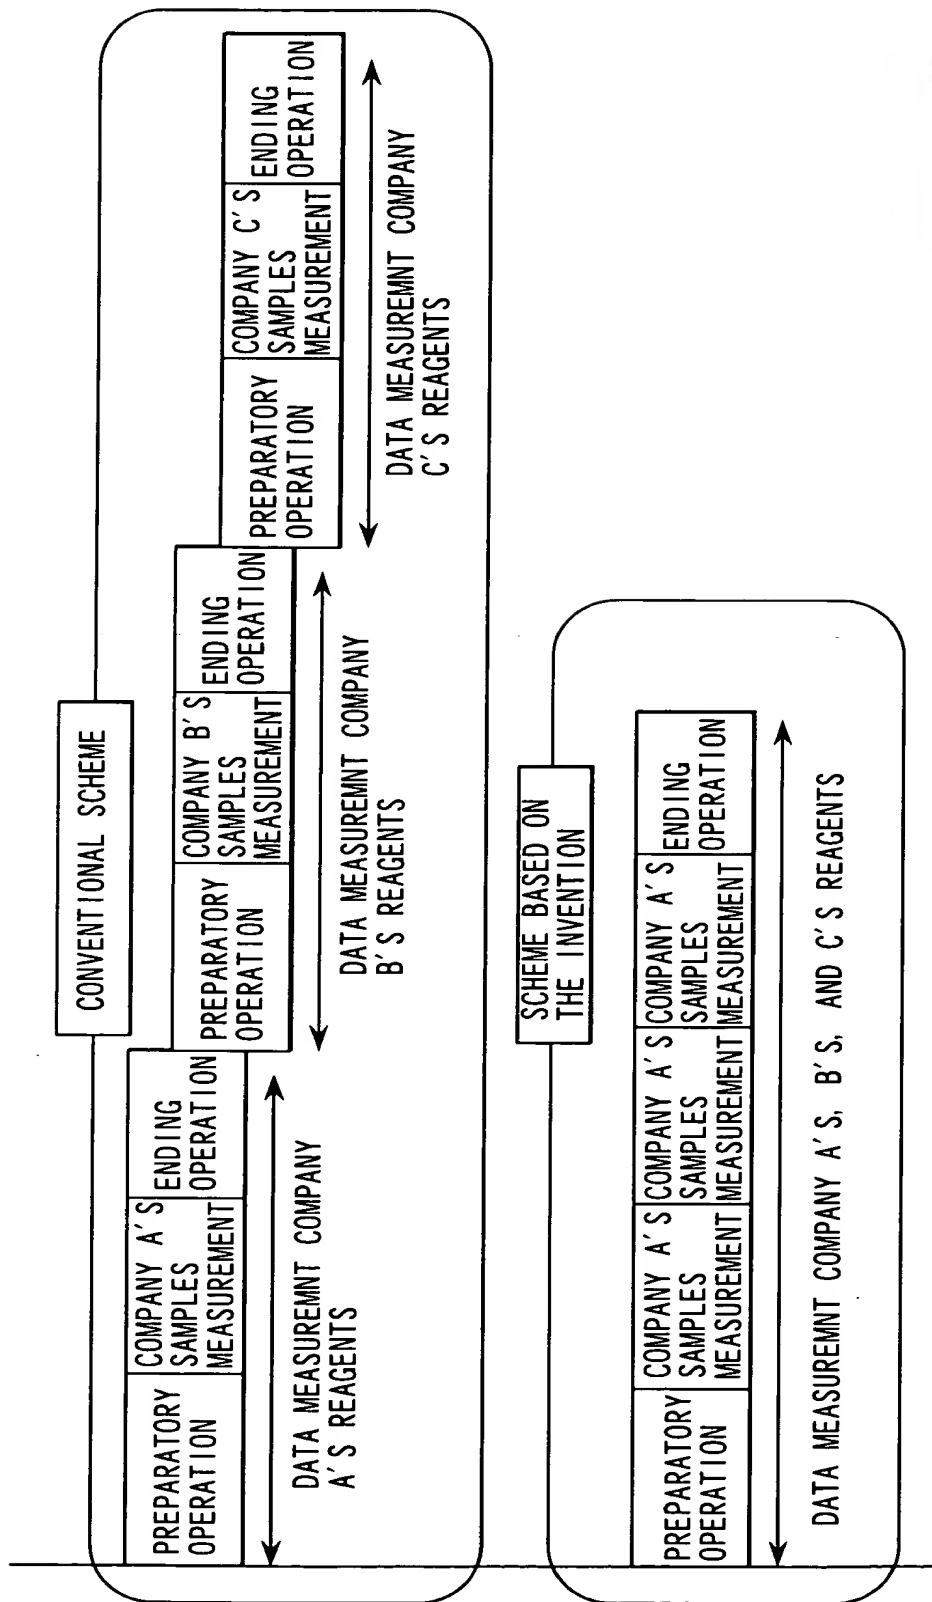 CONVENTIONAL SCHEME
PREPARATORY
OPERATION
COMPANY A'S
SAMPLES
MEASUREMENT
ENDING
OPERATION
DATA MEASUREMNT COMPANY
A'S REAGENTS
PREPARATORY
OPERATION
COMPANY B'S
SAMPLES
MEASUREMENT
ENDING
OPERATION
DATA MEASUREMNT COMPANY
B'S REAGENTS
PREPARATORY
OPERATION
COMPANY C'S
SAMPLES
MEASUREMENT
ENDING
OPERATION
DATA MEASUREMNT COMPANY
C'S REAGENTS
SCHEME BASED ON
THE INVENTION
PREPARATORY
OPERATION
COMPANY A'S
SAMPLES
MEASUREMENT
COMPANY A'S
SAMPLES
MEASUREMENT
COMPANY A'S
SAMPLES
MEASUREMENT
ENDING
OPERATION
DATA MEASUREMNT COMPANY A'S, B'S, AND C'S REAGENTS